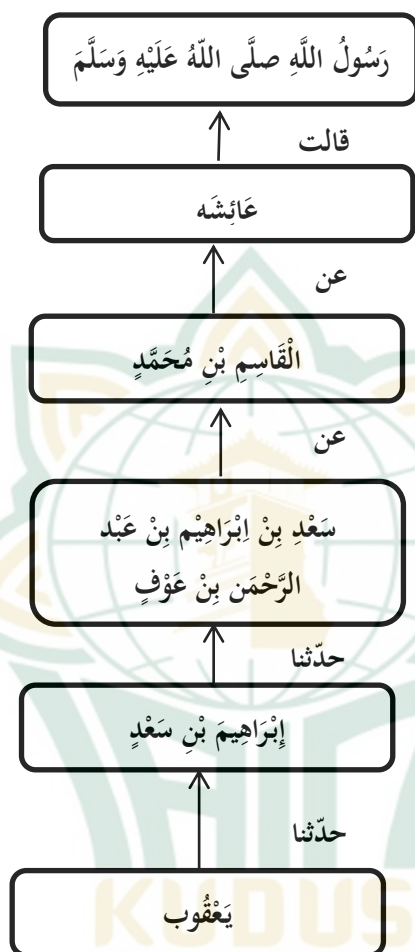 رَسُولُ اللَّهِ صلَّى اللّهُ عَلَيْهِ وَسَلَّمَ
قالت
عَائِشَه
عن
الْقَاسِمِ بْنِ مُحَمَّدٍ
عن
سَعْدِ بِنْ اِبْرَاهِيْم بِنْ عَبْد
الرَّحْمَن بِنْ عَوْفٍ
حدّثنا
إِبْرَاهِيمَ بْنِ سَعْدٍ
حدّثنا
يَعْقُوب
KUDUS